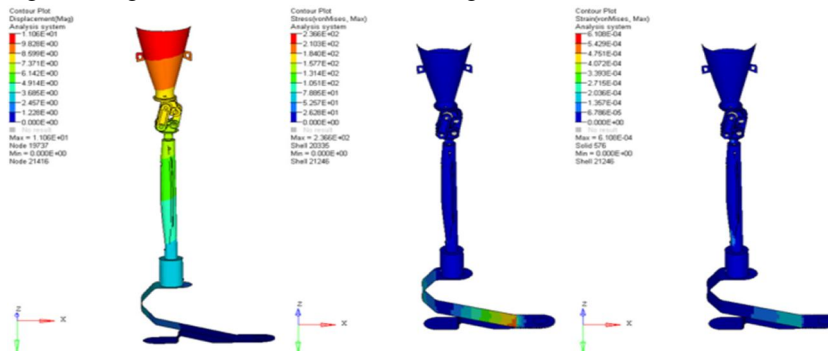 Contour Plot
Displacement(Mag)
Analysis system
1.106E+01
9.828E+00
8.599E+00
7.371E+00
6.142E+00
4.914E+00
3.685E+00
2.457E+00
1.228E+00
0.000E+00
No result
Max = 1.106E+01
Node 19737
Min = 0.000E+00
Node 21416
Z
X
Contour Plot
Stress(vonMises, Max)
Analysis system
2.366E+02
2.103E+02
1.840E+02
1.577E+02
1.314E+02
1.051E+02
7.885E+01
5.257E+01
2.628E+01
0.000E+00
No result
Max = 2.366E+02
Shell 20335
Min = 0.000E+00
Shell 21246
Z
X
Contour Plot
Strain(vonMises, Max)
Analysis system
6.108E-04
5.429E-04
4.751E-04
4.072E-04
3.393E-04
2.715E-04
2.036E-04
1.357E-04
6.786E-05
0.000E+00
No result
Max = 6.108E-04
Solid 576
Min = 0.000E+00
Shell 21246
Z
X